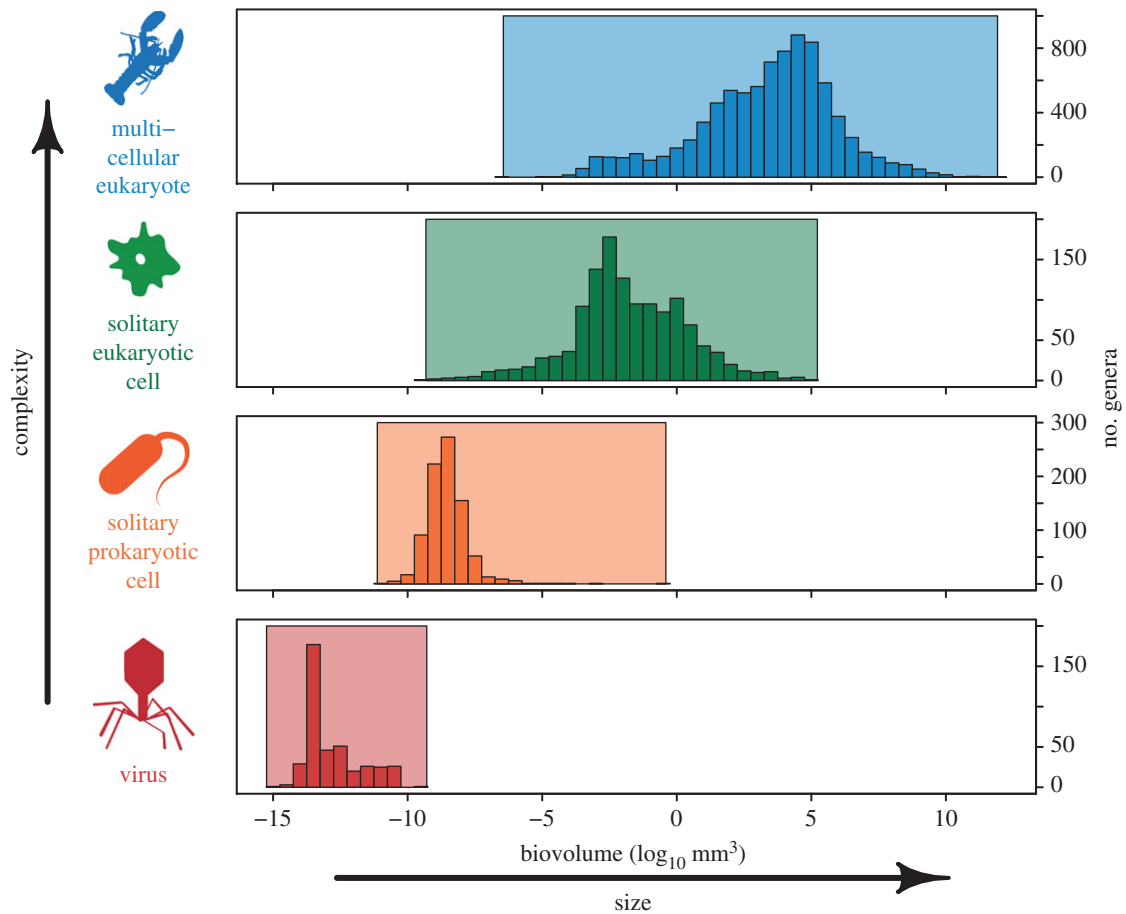 multi–
cellular
eukaryote
800
400
0
solitary
eukaryotic
cell
150
50
0
complexity
no. genera
solitary
prokaryotic
cell
300
200
100
0
virus
150
50
0
−15 −10 −5 0 5 10
biovolume (log₁₀ mm³)
size